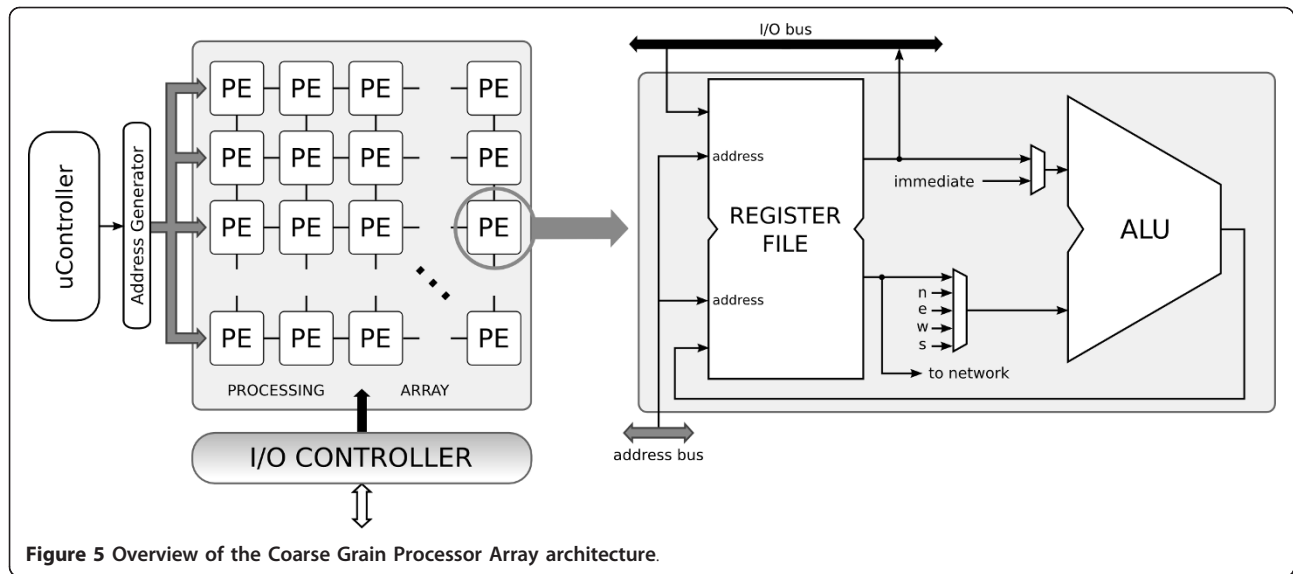 uController
Address Generator
PE PE PE PE
PE PE PE PE
PE PE PE PE
PE PE PE PE
PROCESSING ARRAY
I/O CONTROLLER
I/O bus
address
immediate
REGISTER
FILE
ALU
address
n
e
w
s
to network
address bus
Figure 5 Overview of the Coarse Grain Processor Array architecture.